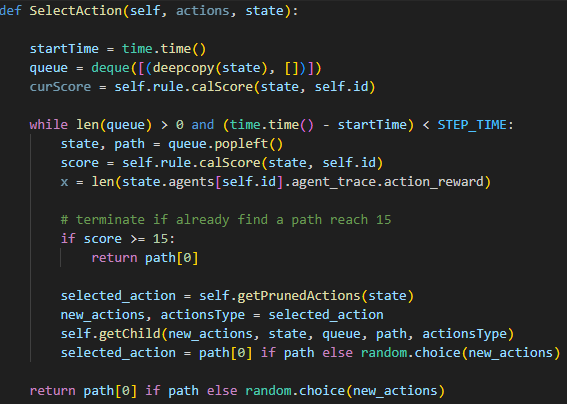 def SelectAction(self, actions, state):
startTime = time.time()
queue = deque([(deepcopy(state), [])])
curScore = self.rule.calScore(state, self.id)
while len(queue) > 0 and (time.time() - startTime) < STEP_TIME:
state, path = queue.popleft()
score = self.rule.calScore(state, self.id)
x = len(state.agents[self.id].agent_trace.action_reward)
# terminate if already find a path reach 15
if score >= 15:
return path[0]
selected_action = self.getPrunedActions(state)
new_actions, actionsType = selected_action
self.getChild(new_actions, state, queue, path, actionsType)
selected_action = path[0] if path else random.choice(new_actions)
return path[0] if path else random.choice(new_actions)